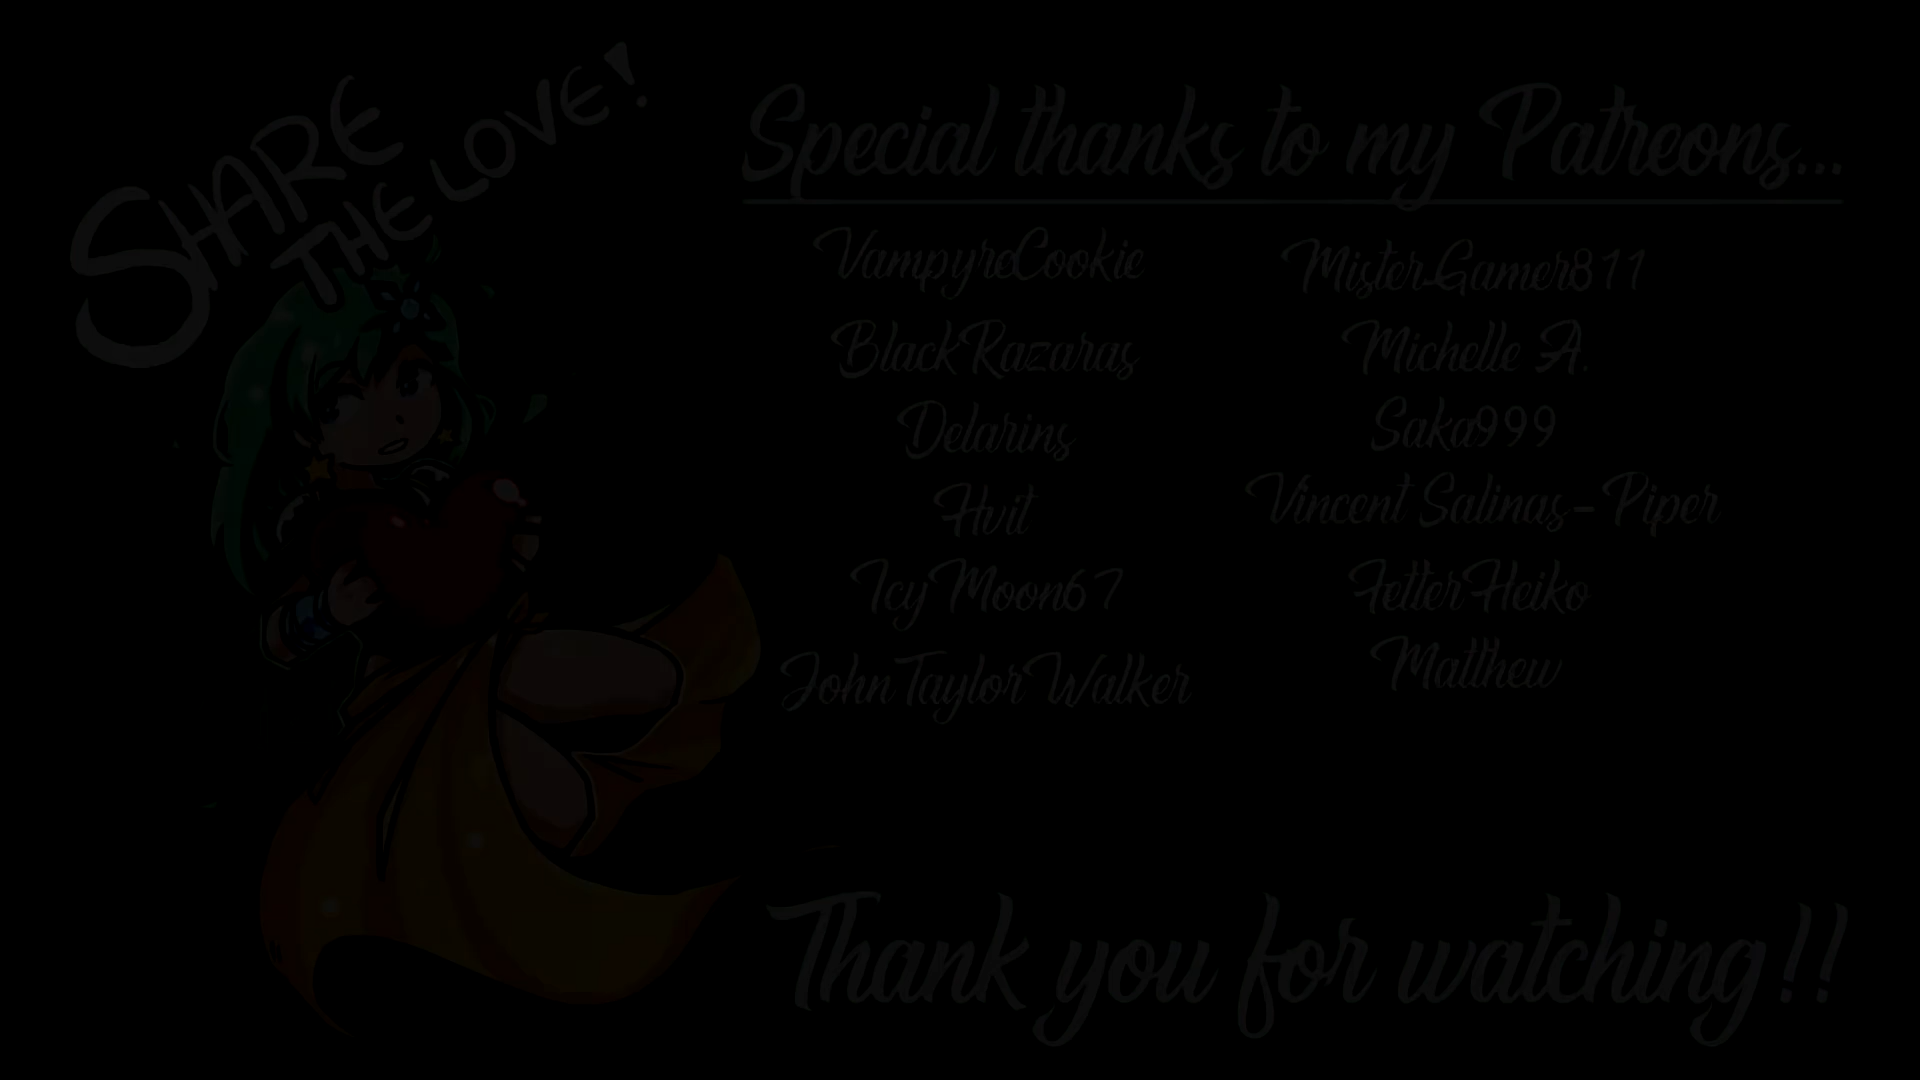 SHARE
THE LOVE!
Special thanks to my Patreons...
VampyreCookie
BlackRazaras
Delarins
Hvit
IcyMoon67
JohnTaylorWalker
MisterGamer811
Michelle A.
Saka999
Vincent Salinas-Piper
FetterHeiko
Matthew
Thank you for watching!!